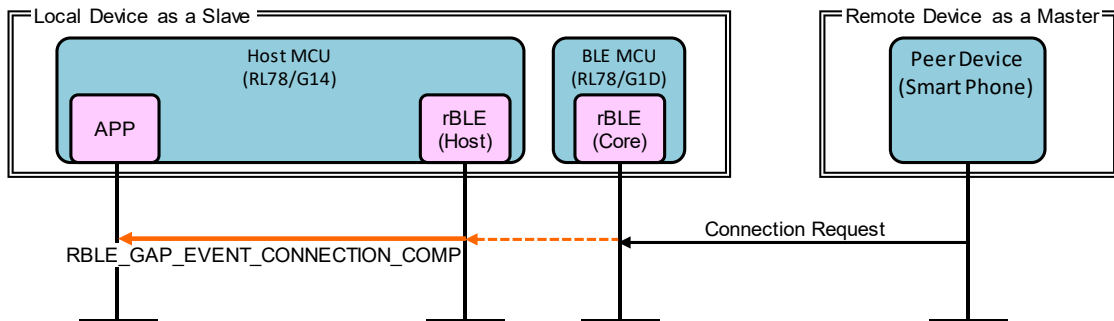 Local Device as a Slave
Remote Device as a Master
Host MCU
(RL78/G14)
BLE MCU
(RL78/G1D)
Peer Device
(Smart Phone)
APP
rBLE
(Host)
rBLE
(Core)
Connection Request
RBLE_GAP_EVENT_CONNECTION_COMP